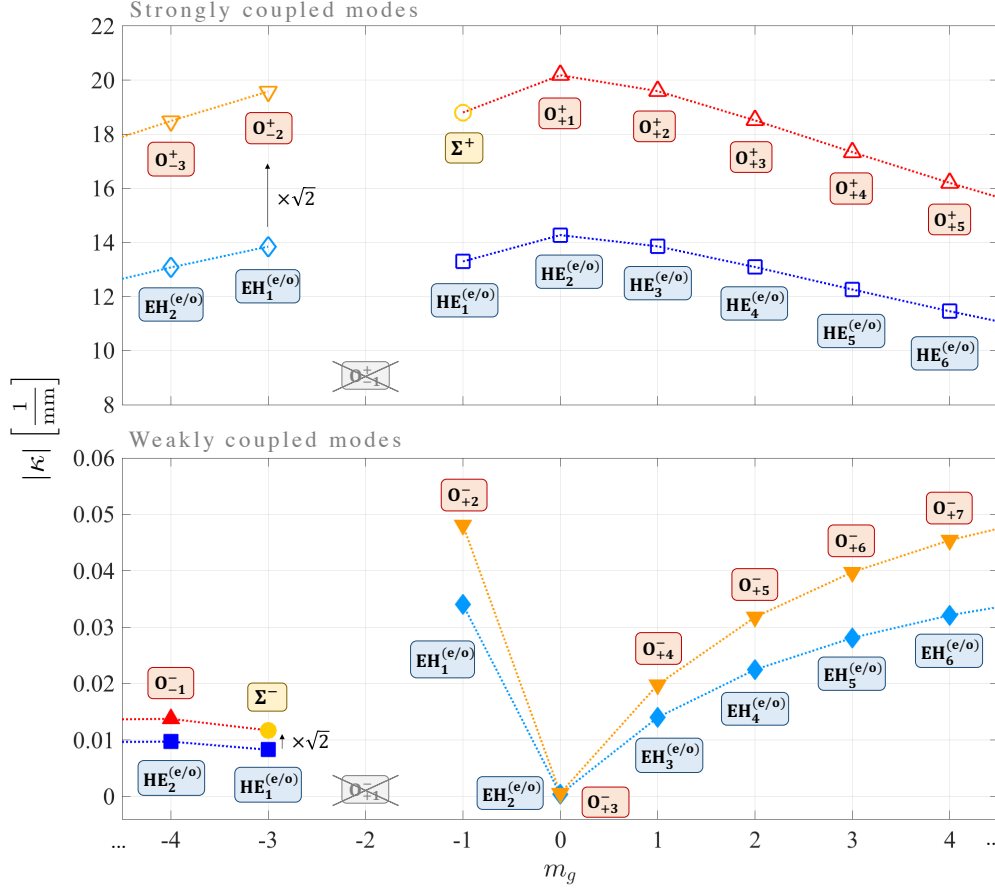 Strongly coupled modes
22
20
18
16
14
12
10
8
O⁺₋₃
O⁺₋₂
Σ⁺
O⁺₊₁
O⁺₊₂
O⁺₊₃
O⁺₊₄
O⁺₊₅
×√2
EH₂⁽ᵉ/ᵒ⁾
EH₁⁽ᵉ/ᵒ⁾
HE₁⁽ᵉ/ᵒ⁾
HE₂⁽ᵉ/ᵒ⁾
HE₃⁽ᵉ/ᵒ⁾
HE₄⁽ᵉ/ᵒ⁾
HE₅⁽ᵉ/ᵒ⁾
HE₆⁽ᵉ/ᵒ⁾
O⁺₋₁
|κ| [1/mm]
Weakly coupled modes
0.06
0.05
0.04
0.03
0.02
0.01
0
O⁻₊₂
O⁻₊₇
O⁻₊₆
O⁻₊₅
O⁻₊₄
EH₁⁽ᵉ/ᵒ⁾
EH₆⁽ᵉ/ᵒ⁾
EH₅⁽ᵉ/ᵒ⁾
EH₄⁽ᵉ/ᵒ⁾
EH₃⁽ᵉ/ᵒ⁾
O⁻₋₁
Σ⁻
×√2
HE₂⁽ᵉ/ᵒ⁾
HE₁⁽ᵉ/ᵒ⁾
O⁻₊₁
EH₂⁽ᵉ/ᵒ⁾
O⁻₊₃
... -4 -3 -2 -1 0 1 2 3 4 ..
m_g